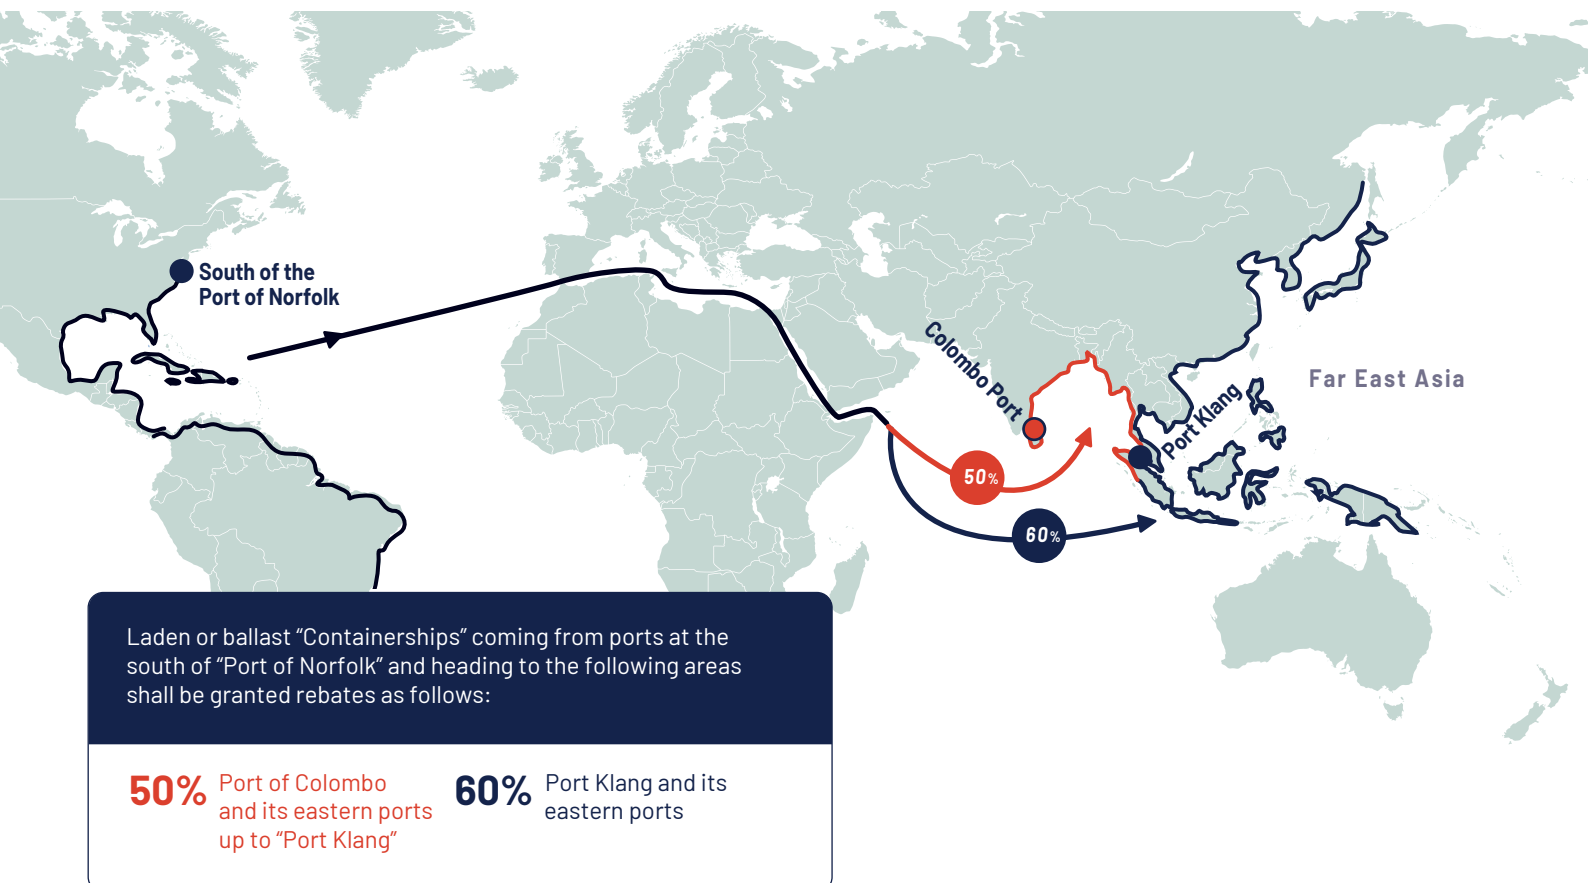 South of the
Port of Norfolk
Colombo Port
Port Klang
Far East Asia
50%
60%
Laden or ballast “Containerships” coming from ports at the
south of “Port of Norfolk” and heading to the following areas
shall be granted rebates as follows:
50%
Port of Colombo
and its eastern ports
up to “Port Klang”
60%
Port Klang and its
eastern ports